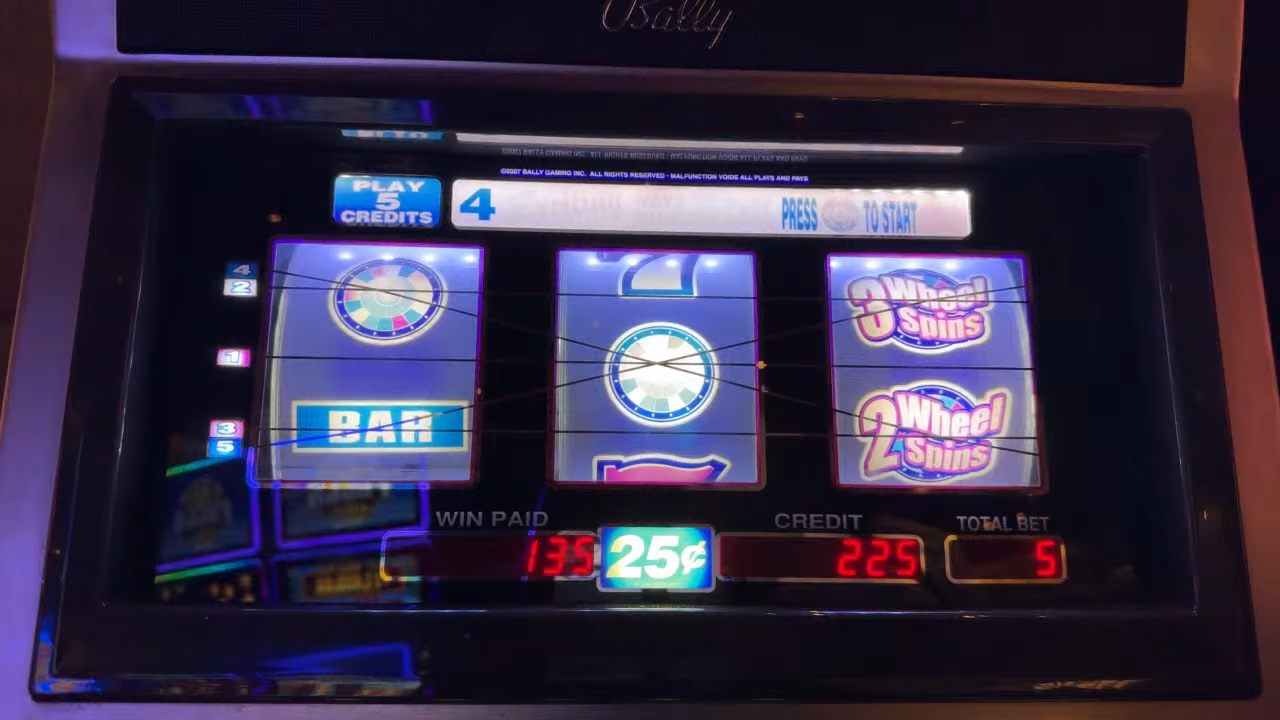 Bally
©2007 BALLY GAMING INC. ALL RIGHTS RESERVED • MALFUNCTION VOIDS ALL PLAYS AND PAYS
PLAY
5
CREDITS
4
PRESS TO START
4
2
1
3
5
7
3 Wheel
Spins
BAR
2 Wheel
Spins
WIN PAID
CREDIT
TOTAL BET
135
25¢
225
5